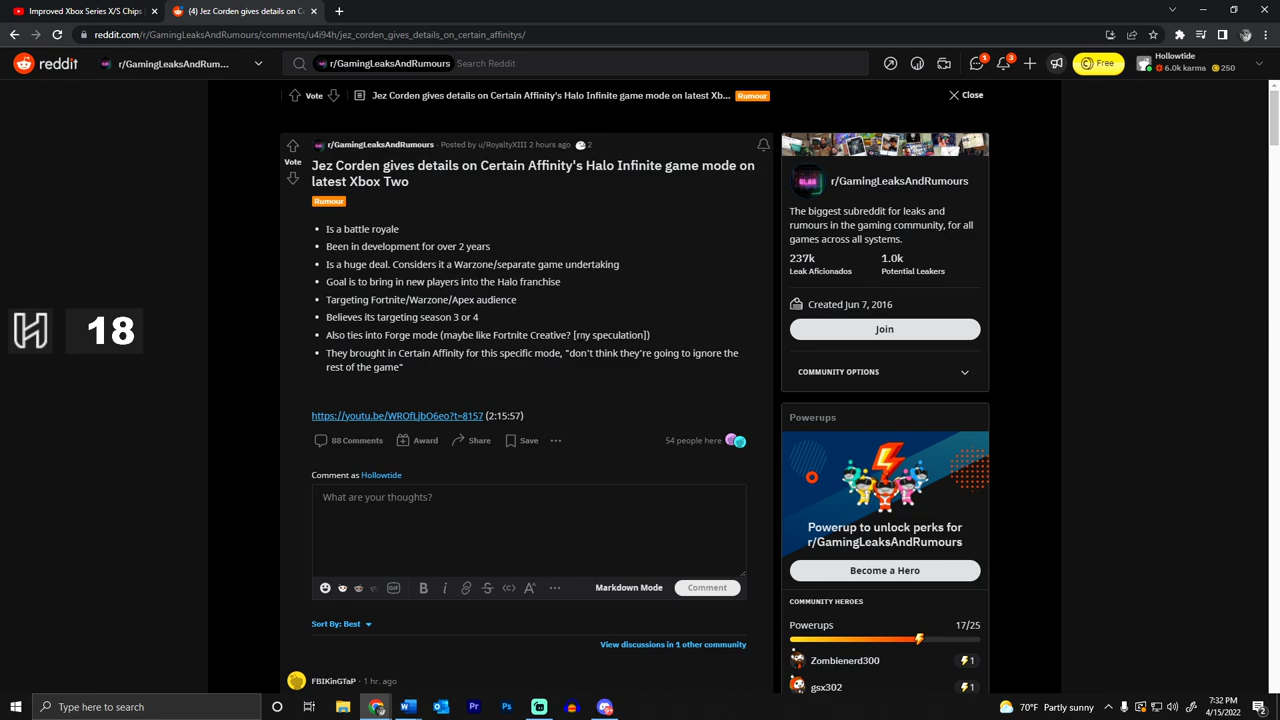 Improved Xbox Series X/S Chips
(4) Jez Corden gives details on Ce
reddit.com/r/GamingLeaksAndRumours/comments/u4i94h/jez_corden_gives_details_on_certain_affinitys/
reddit
r/GamingLeaksAndRum...
r/GamingLeaksAndRumours
Search Reddit
1
3
Free
Hollowtide
6.0k karma
250
Vote
Jez Corden gives details on Certain Affinity's Halo Infinite game mode on latest Xb...
Rumour
Close
r/GamingLeaksAndRumours · Posted by u/RoyaltyXIII 2 hours ago 2
Vote
Jez Corden gives details on Certain Affinity's Halo Infinite game mode on
latest Xbox Two
Rumour
• Is a battle royale
• Been in development for over 2 years
• Is a huge deal. Considers it a Warzone/separate game undertaking
• Goal is to bring in new players into the Halo franchise
• Targeting Fortnite/Warzone/Apex audience
• Believes its targeting season 3 or 4
• Also ties into Forge mode (maybe like Fortnite Creative? [my speculation])
• They brought in Certain Affinity for this specific mode, "don't think they're going to ignore the
rest of the game"
https://youtu.be/WROfLjbO6eo?t=8157 (2:15:57)
88 Comments
Award
Share
Save
54 people here
Comment as Hollowtide
What are your thoughts?
GIF
B
i
Markdown Mode
Comment
Sort By: Best
View discussions in 1 other community
FBIKinGTaP · 1 hr. ago
H
18
r/GamingLeaksAndRumours
The biggest subreddit for leaks and
rumours in the gaming community, for all
games across all systems.
237k
1.0k
Leak Aficionados
Potential Leakers
Created Jun 7, 2016
Join
COMMUNITY OPTIONS
Powerups
Powerup to unlock perks for
r/GamingLeaksAndRumours
Become a Hero
COMMUNITY HEROES
Powerups
17/25
Zombienerd300
1
gsx302
1
Type here to search
Pr
Ps
70°F Partly sunny
7:32 PM
4/15/2022